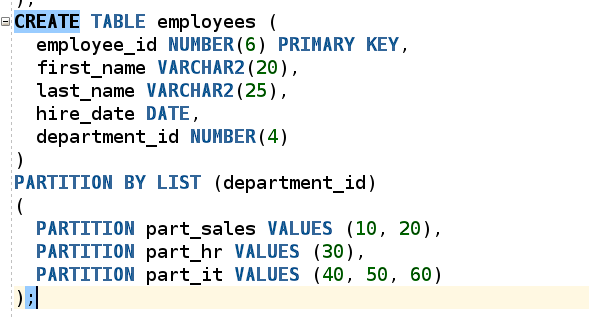 );
CREATE TABLE employees (
  employee_id NUMBER(6) PRIMARY KEY,
  first_name VARCHAR2(20),
  last_name VARCHAR2(25),
  hire_date DATE,
  department_id NUMBER(4)
)
PARTITION BY LIST (department_id)
(
  PARTITION part_sales VALUES (10, 20),
  PARTITION part_hr VALUES (30),
  PARTITION part_it VALUES (40, 50, 60)
);